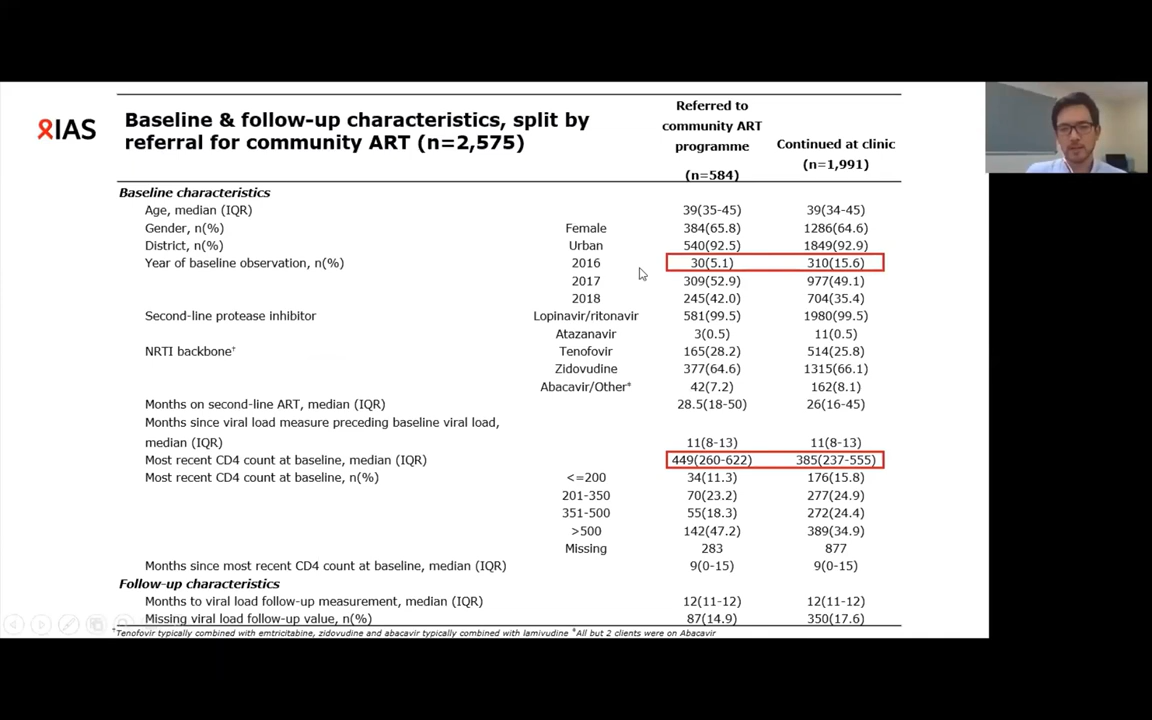 IAS
Baseline & follow-up characteristics, split by
referral for community ART (n=2,575)
Referred to
community ART
programme
(n=584)
Continued at clinic
(n=1,991)
Baseline characteristics
Age, median (IQR) 39(35-45) 39(34-45)
Gender, n(%) Female 384(65.8) 1286(64.6)
District, n(%) Urban 540(92.5) 1849(92.9)
Year of baseline observation, n(%) 2016 30(5.1) 310(15.6)
2017 309(52.9) 977(49.1)
2018 245(42.0) 704(35.4)
Second-line protease inhibitor Lopinavir/ritonavir 581(99.5) 1980(99.5)
Atazanavir 3(0.5) 11(0.5)
NRTI backbone† Tenofovir 165(28.2) 514(25.8)
Zidovudine 377(64.6) 1315(66.1)
Abacavir/Other* 42(7.2) 162(8.1)
Months on second-line ART, median (IQR) 28.5(18-50) 26(16-45)
Months since viral load measure preceding baseline viral load,
median (IQR) 11(8-13) 11(8-13)
Most recent CD4 count at baseline, median (IQR) 449(260-622) 385(237-555)
Most recent CD4 count at baseline, n(%) <=200 34(11.3) 176(15.8)
201-350 70(23.2) 277(24.9)
351-500 55(18.3) 272(24.4)
>500 142(47.2) 389(34.9)
Missing 283 877
Months since most recent CD4 count at baseline, median (IQR) 9(0-15) 9(0-15)
Follow-up characteristics
Months to viral load follow-up measurement, median (IQR) 12(11-12) 12(11-12)
Missing viral load follow-up value, n(%) 87(14.9) 350(17.6)
†Tenofovir typically combined with emtricitabine, zidovudine and abacavir typically combined with lamivudine *All but 2 clients were on Abacavir